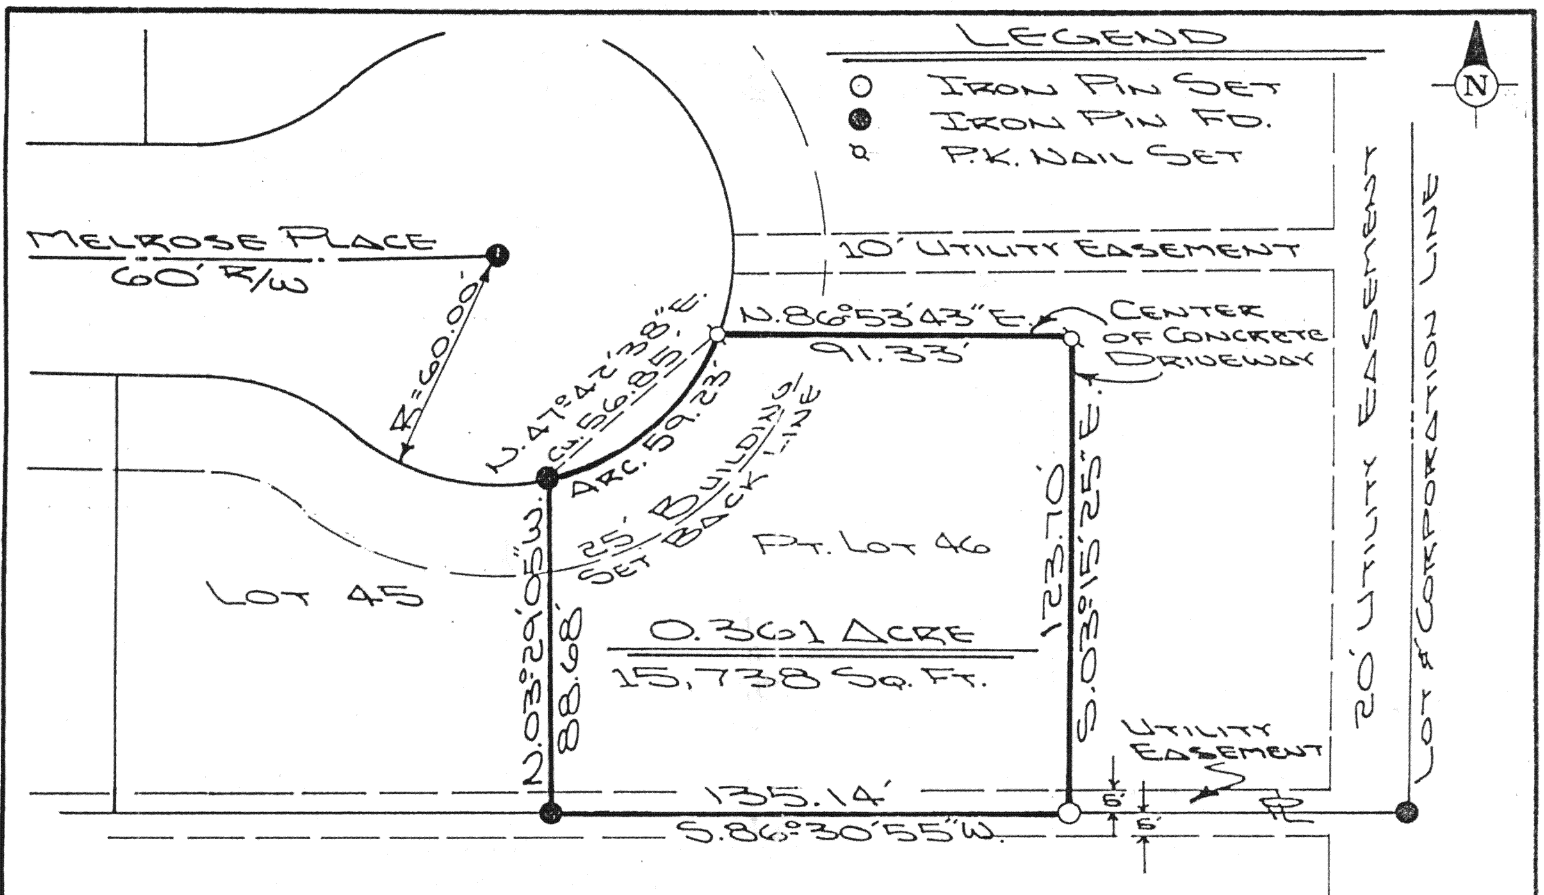 LEGEND
IRON PIN SET
IRON PIN FD.
P.K. NAIL SET
N
MELROSE PLACE
60' R/W
R=60.00'
10' UTILITY EASEMENT
N.86°53'43"E.
91.33'
CENTER
OF CONCRETE
DRIVEWAY
N.47°42'38"E.
CH.56.85'
ARC.59.23'
25' BUILDING
SET BACK LINE
LOT 45
PT. LOT 46
0.361 ACRE
15,738 SQ.FT.
N.03°29'05"W.
88.68'
123.70'
S.03°15'25"E.
135.14'
S.86°30'55"W.
UTILITY
EASEMENT
5'
PL
20' UTILITY EASEMENT
LOT & CORPORATION LINE